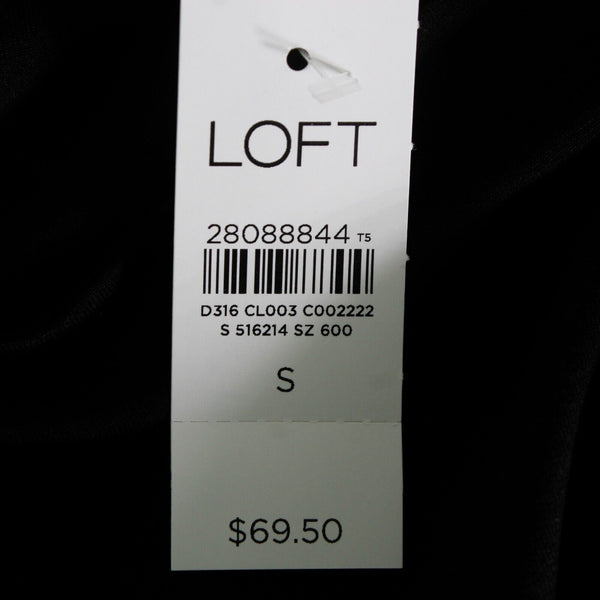 LOFT
28088844 T5
D316 CL003 C002222
S 516214 SZ 600
S
$69.50